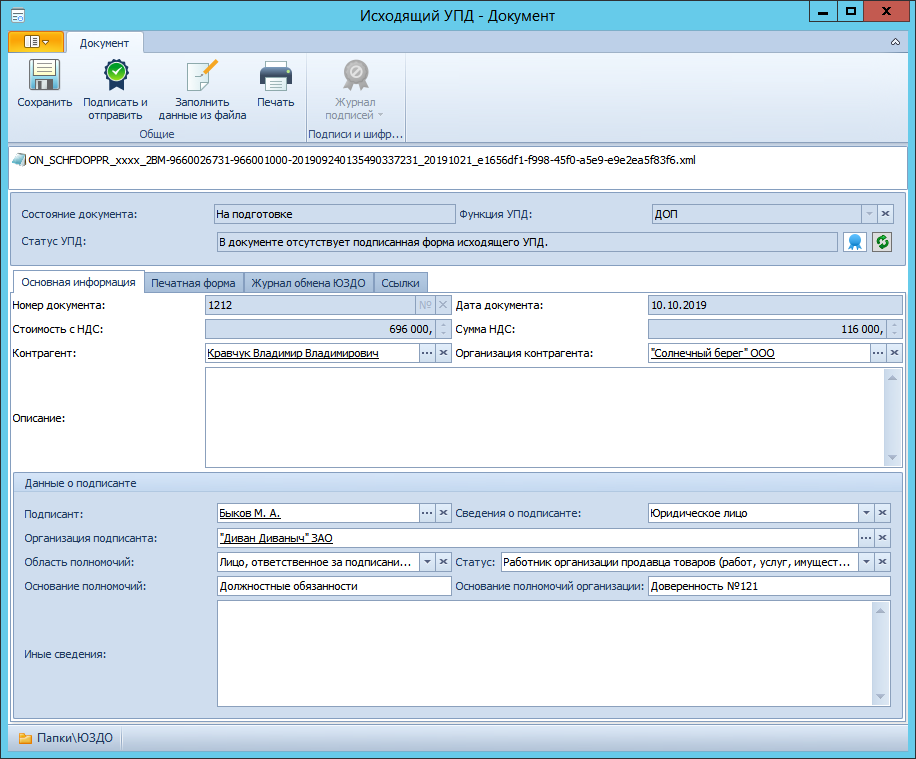 Исходящий УПД - Документ
Документ
Сохранить
Подписать и отправить
Заполнить данные из файла
Печать
Журнал подписей
Общие
Подписи и шифр...
ON_SCHFDOPPR_xxxx_2BM-9660026731-966001000-201909240135490337231_20191021_e1656df1-f998-45f0-a5e9-e9e2ea5f83f6.xml
Состояние документа: На подготовке Функция УПД: ДОП
Статус УПД: В документе отсутствует подписанная форма исходящего УПД.
Основная информация Печатная форма Журнал обмена ЮЗДО Ссылки
Номер документа: 1212 № Дата документа: 10.10.2019
Стоимость с НДС: 696 000, Сумма НДС: 116 000,
Контрагент: Кравчук Владимир Владимирович Организация контрагента: "Солнечный берег" ООО
Описание:
Данные о подписанте
Подписант: Быков М. А. Сведения о подписанте: Юридическое лицо
Организация подписанта: "Диван Диваныч" ЗАО
Область полномочий: Лицо, ответственное за подписани... Статус: Работник организации продавца товаров (работ, услуг, имущест...
Основание полномочий: Должностные обязанности Основание полномочий организации: Доверенность №121
Иные сведения:
Папки\ЮЗДО